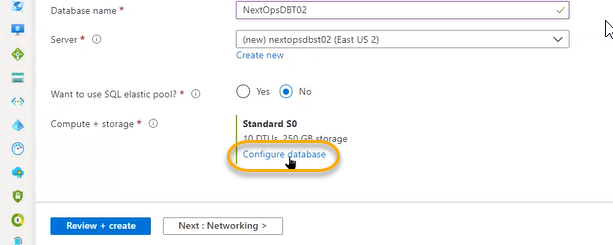 Database name *
NextOpsDBT02
Server *
(new) nextopsdbst02 (East US 2)
Create new
Want to use SQL elastic pool? *
Yes
No
Compute + storage *
Standard S0
10 DTUs, 250 GB storage
Configure database
Review + create
Next : Networking >